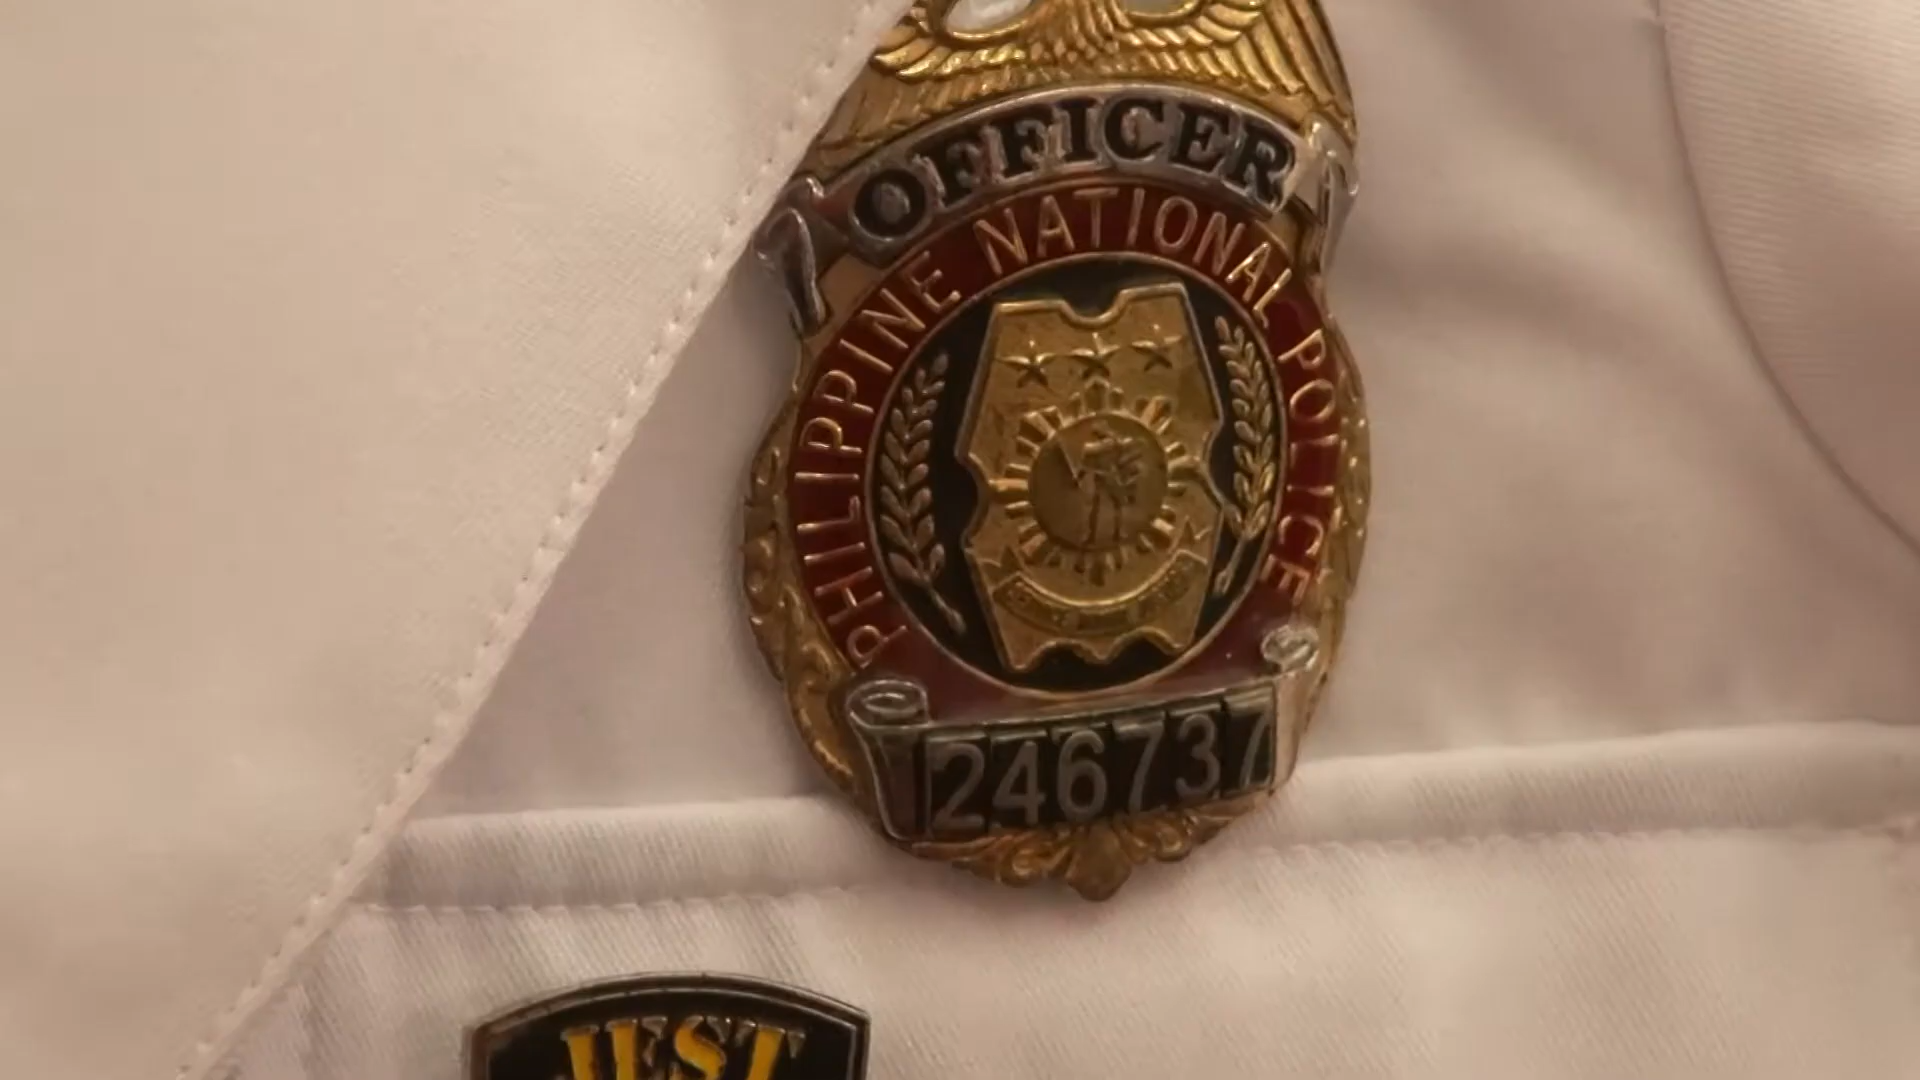 OFFICER
PHILIPPINE NATIONAL POLICE
246737